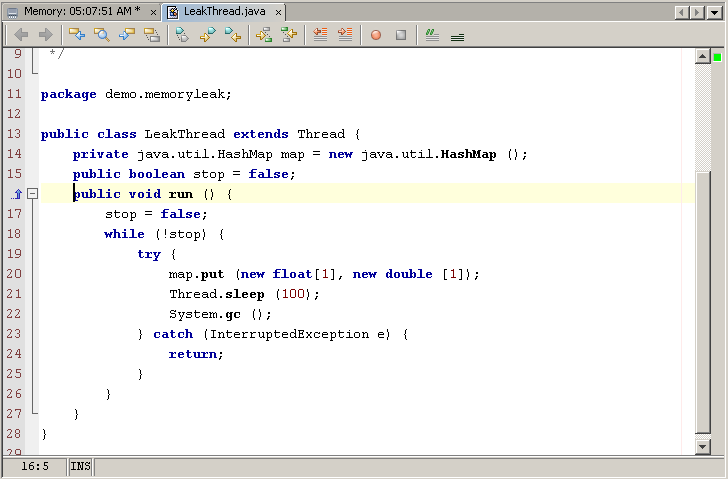 Memory: 05:07:51 AM * × LeakThread.java ×
9 */
10
11 package demo.memoryleak;
12
13 public class LeakThread extends Thread {
14 private java.util.HashMap map = new java.util.HashMap ();
15 public boolean stop = false;
public void run () {
17 stop = false;
18 while (!stop) {
19 try {
20 map.put (new float[1], new double [1]);
21 Thread.sleep (100);
22 System.gc ();
23 } catch (InterruptedException e) {
24 return;
25 }
26 }
27 }
28 }
29
16:5 INS